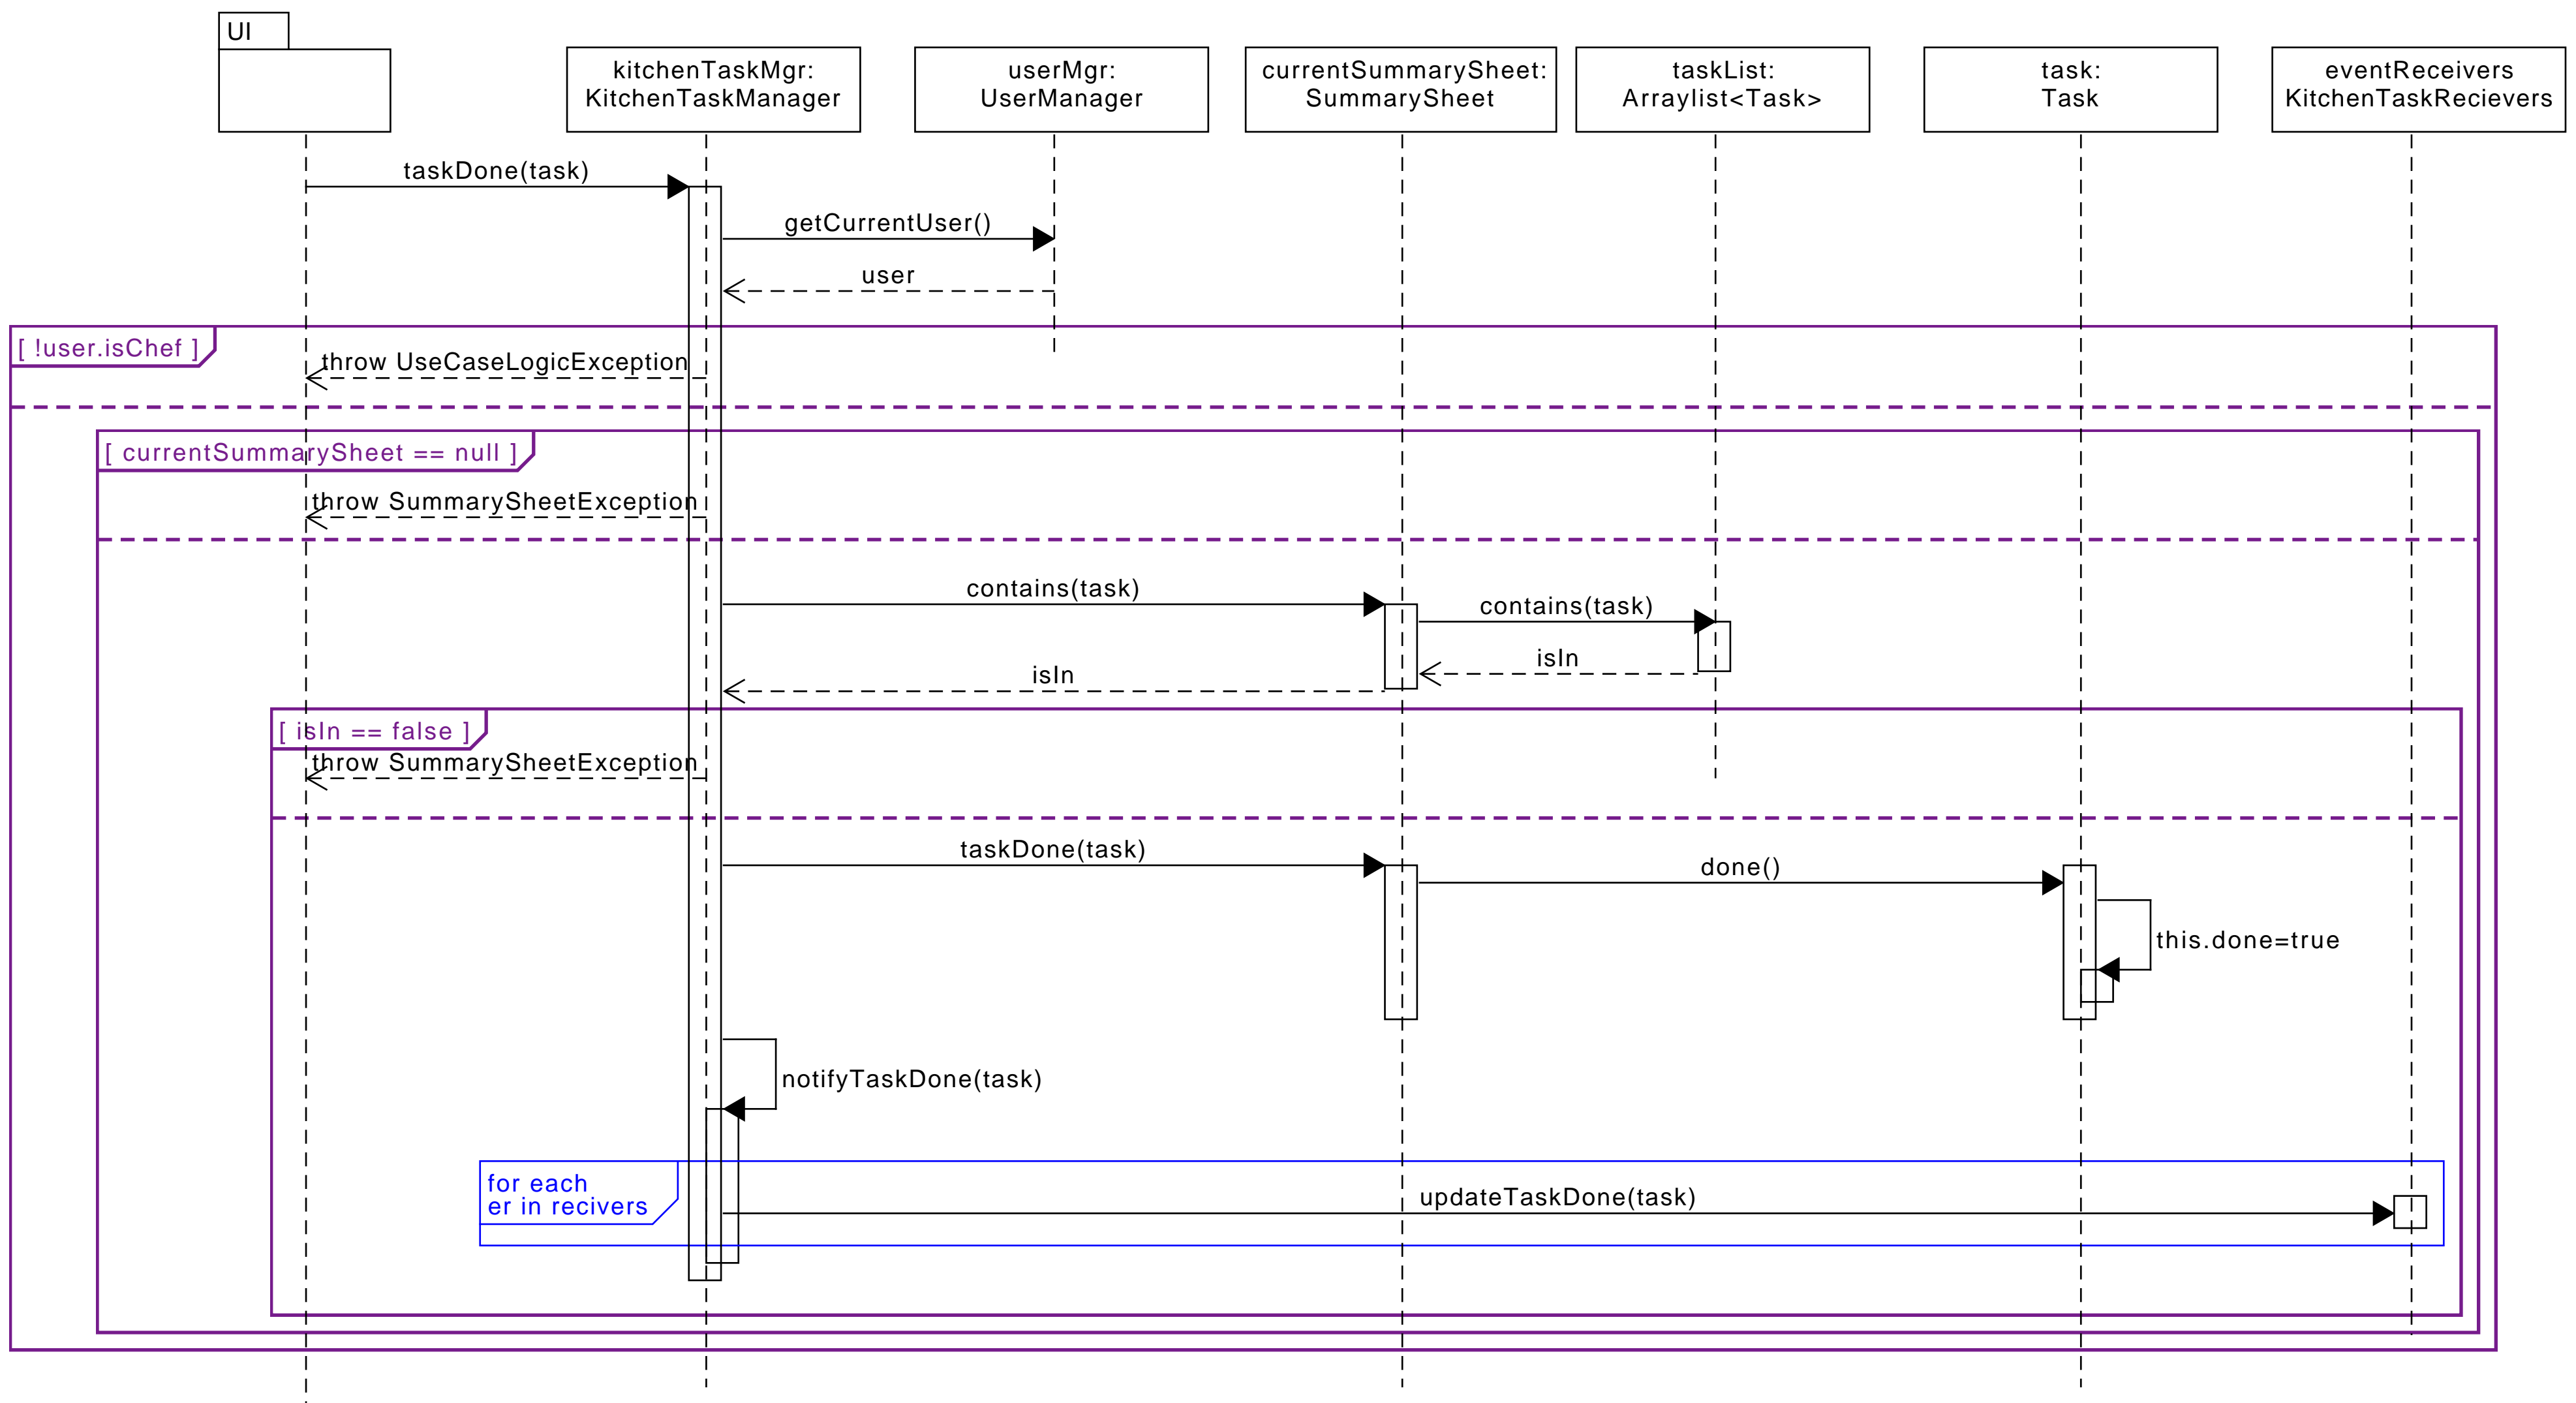 UI
kitchenTaskMgr:
KitchenTaskManager
userMgr:
UserManager
currentSummarySheet:
SummarySheet
taskList:
Arraylist<Task>
task:
Task
eventReceivers
KitchenTaskRecievers
taskDone(task)
getCurrentUser()
user
[ !user.isChef ]
throw UseCaseLogicException
[ currentSummarySheet == null ]
throw SummarySheetException
contains(task)
contains(task)
isIn
isIn
[ isIn == false ]
throw SummarySheetException
taskDone(task)
done()
this.done=true
notifyTaskDone(task)
for each
er in recivers
updateTaskDone(task)